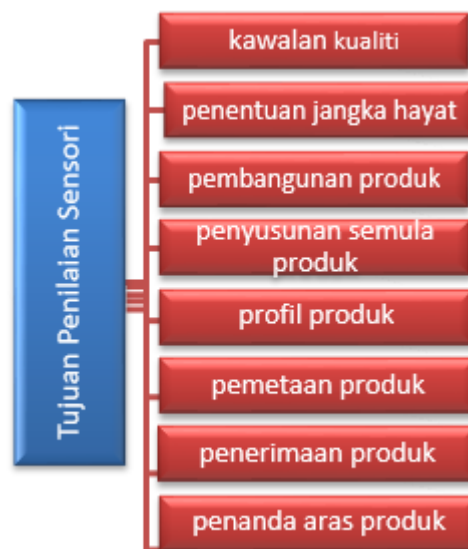 Tujuan Penilaian Sensori
kawalan kualiti
penentuan jangka hayat
pembangunan produk
penyusunan semula
produk
profil produk
pemetaan produk
penerimaan produk
penanda aras produk